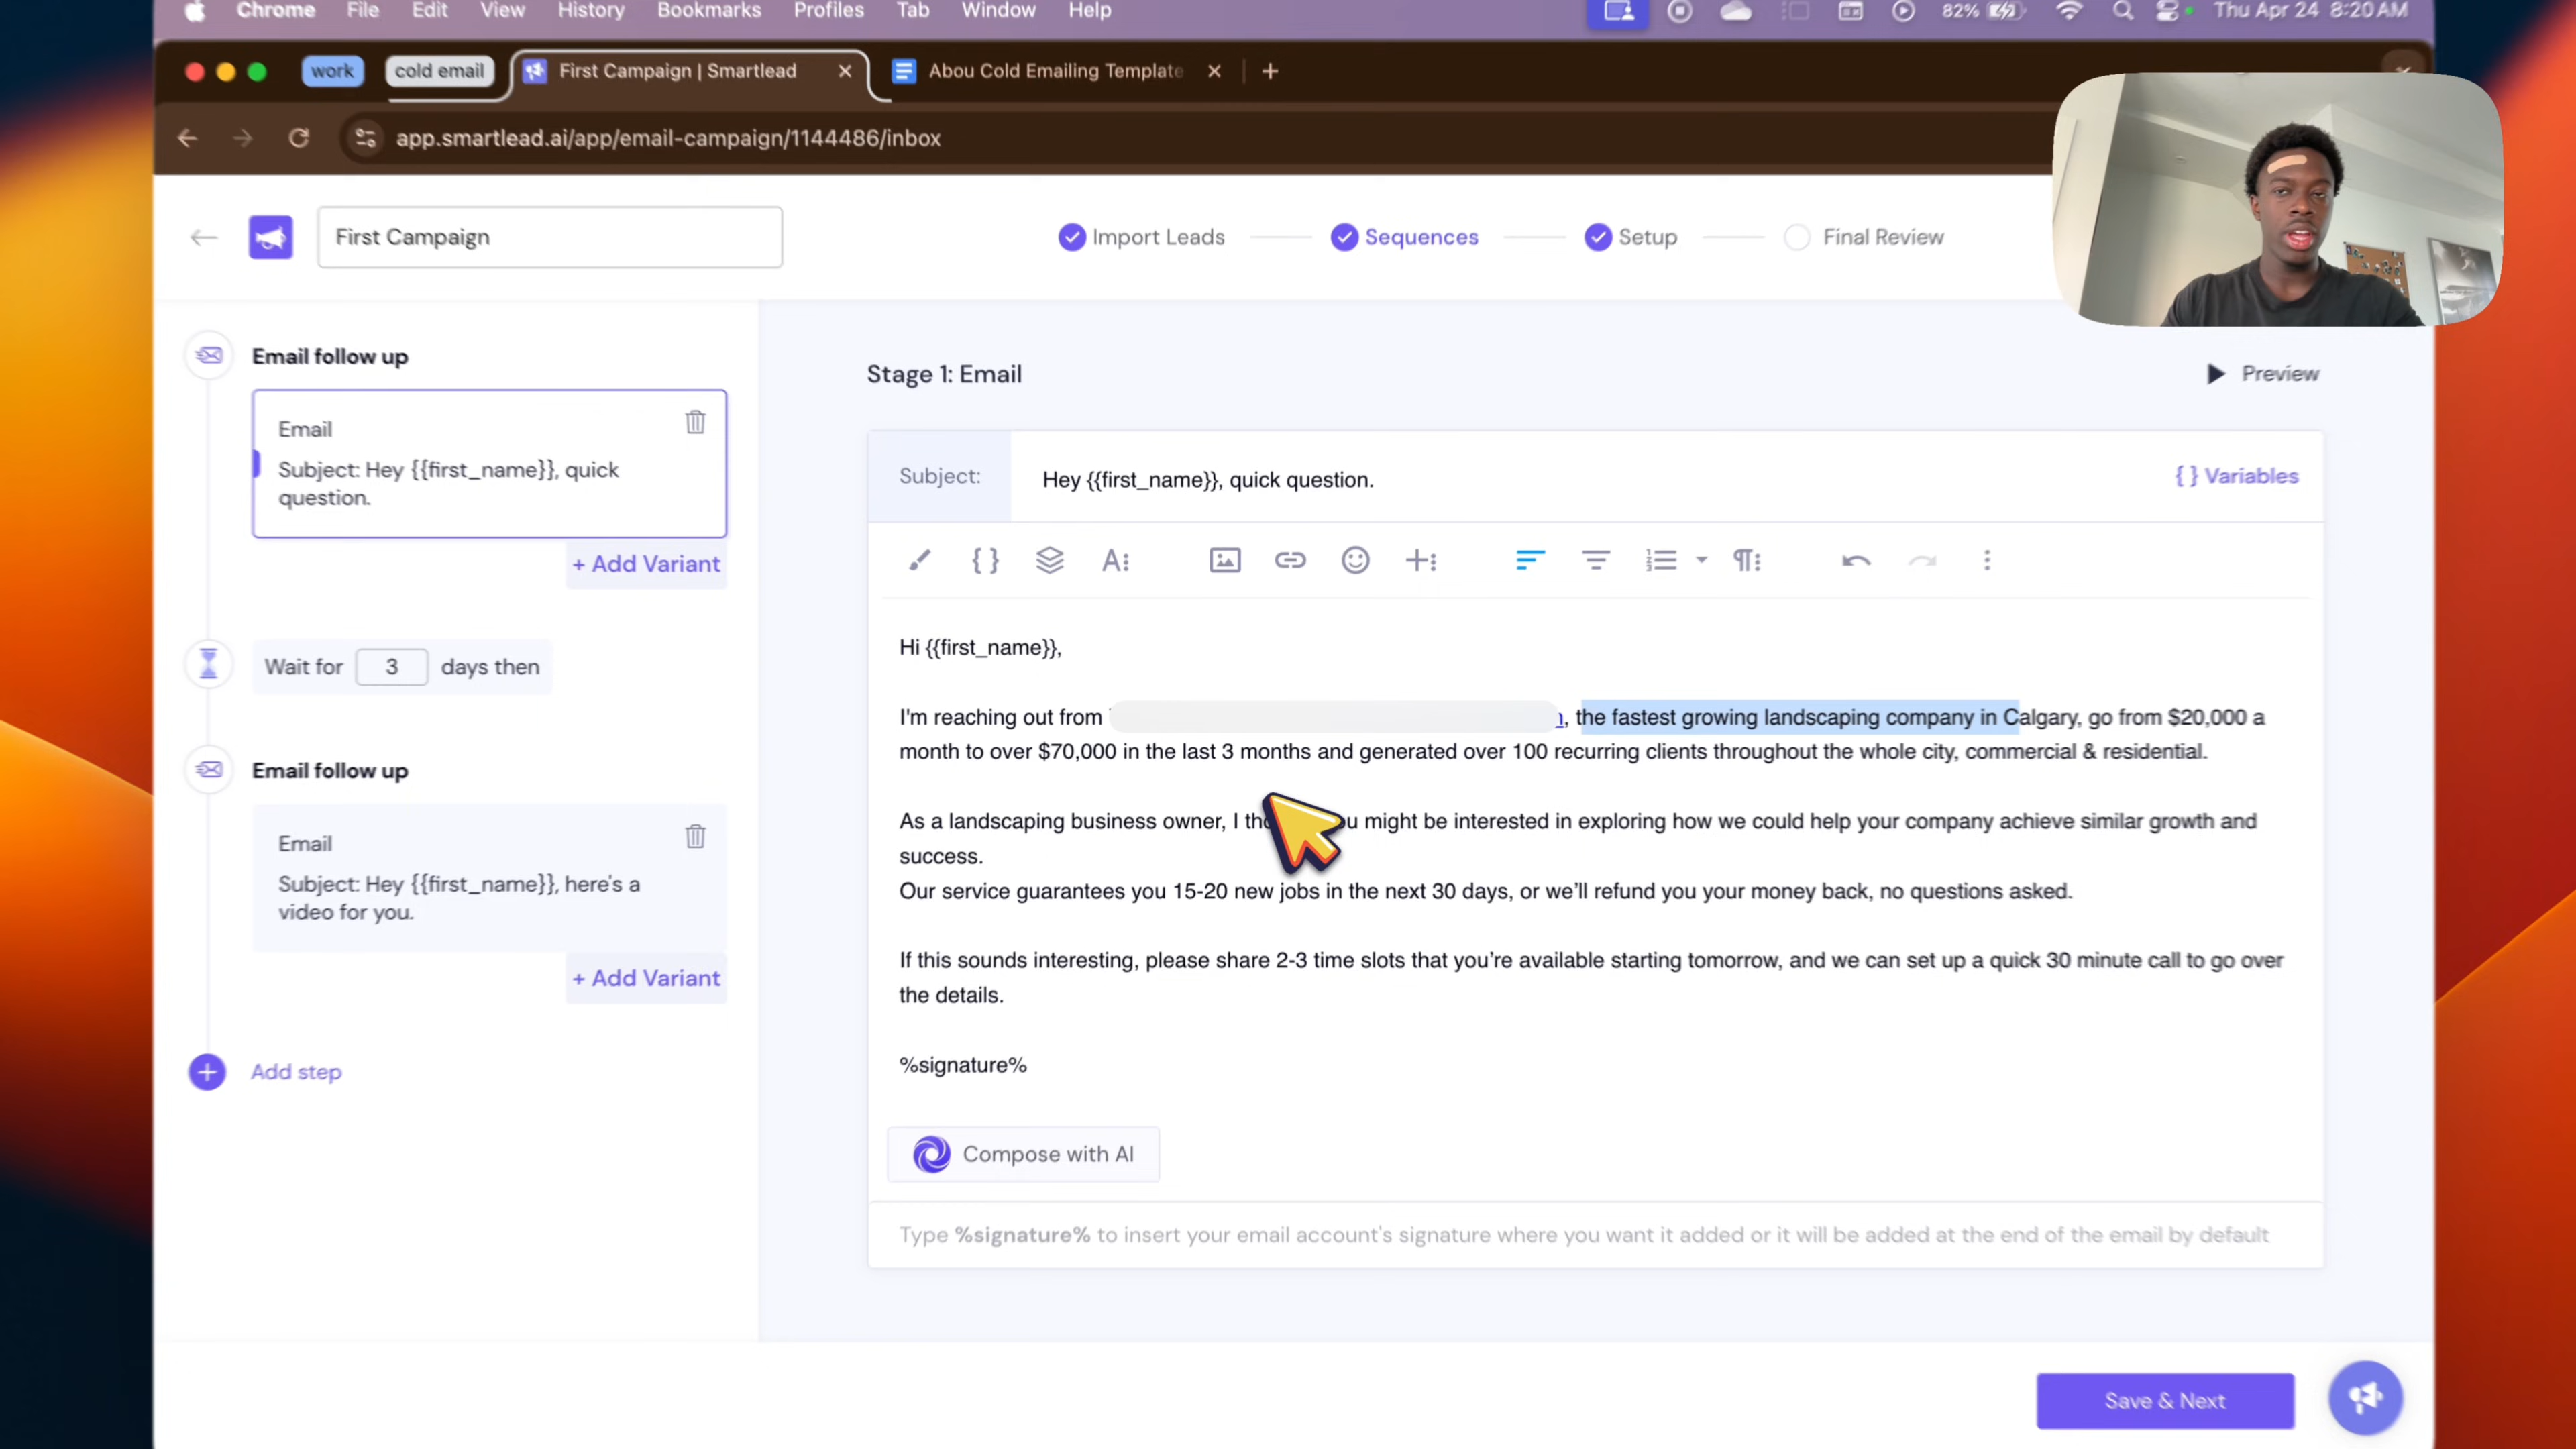 Chrome File Edit View History Bookmarks Profiles Tab Window Help 82% Thu Apr 24 8:20 AM
work cold email First Campaign | Smartlead Abou Cold Emailing Template
app.smartlead.ai/app/email-campaign/1144486/inbox
First Campaign Import Leads Sequences Setup Final Review
Email follow up
Email
Subject: Hey {{first_name}}, quick
question.
+ Add Variant
Wait for 3 days then
Email follow up
Email
Subject: Hey {{first_name}}, here's a
video for you.
+ Add Variant
Add step
Stage 1: Email Preview
Subject: Hey {{first_name}}, quick question. { } Variables
Hi {{first_name}},
I'm reaching out from , the fastest growing landscaping company in Calgary, go from $20,000 a
month to over $70,000 in the last 3 months and generated over 100 recurring clients throughout the whole city, commercial & residential.
As a landscaping business owner, I might be interested in exploring how we could help your company achieve similar growth and
success.
Our service guarantees you 15-20 new jobs in the next 30 days, or we'll refund you your money back, no questions asked.
If this sounds interesting, please share 2-3 time slots that you're available starting tomorrow, and we can set up a quick 30 minute call to go over
the details.
%signature%
Compose with AI
Type %signature% to insert your email account's signature where you want it added or it will be added at the end of the email by default
Save & Next